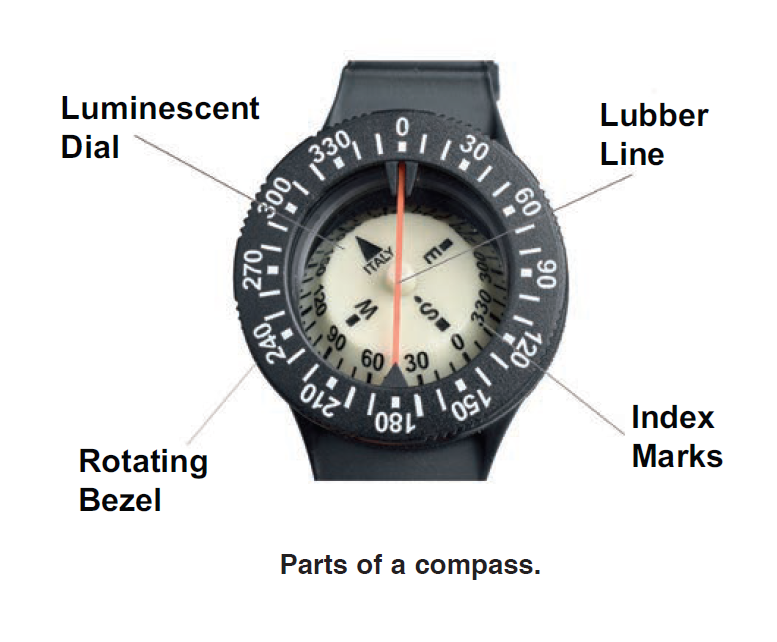 Luminescent
Dial
Lubber
Line
0
30
60
90
120
150
180
210
240
270
300
330
ITALY
E
S
W
120
90
60
30
0
330
300
Rotating
Bezel
Index
Marks
Parts of a compass.